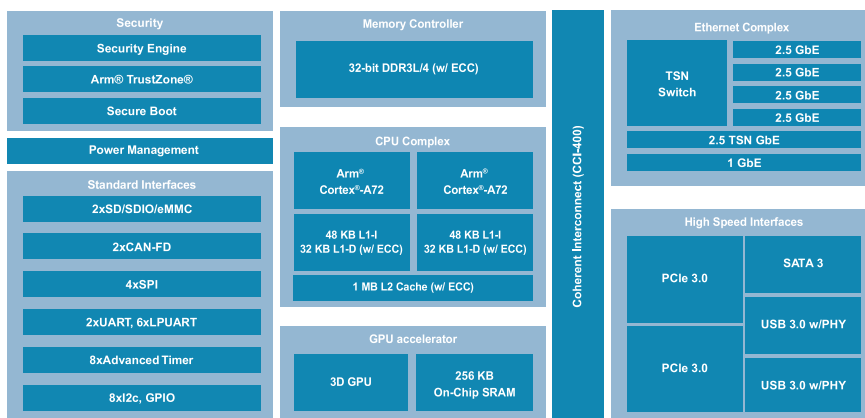 Security
Security Engine
Arm® TrustZone®
Secure Boot
Power Management
Standard Interfaces
2xSD/SDIO/eMMC
2xCAN-FD
4xSPI
2xUART, 6xLPUART
8xAdvanced Timer
8xI2c, GPIO
Memory Controller
32-bit DDR3L/4 (w/ ECC)
CPU Complex
Arm®
Cortex®-A72
Arm®
Cortex®-A72
48 KB L1-I
32 KB L1-D (w/ ECC)
48 KB L1-I
32 KB L1-D (w/ ECC)
1 MB L2 Cache (w/ ECC)
GPU accelerator
3D GPU
256 KB
On-Chip SRAM
Coherent Interconnect (CCI-400)
Ethernet Complex
TSN
Switch
2.5 GbE
2.5 GbE
2.5 GbE
2.5 GbE
2.5 TSN GbE
1 GbE
High Speed Interfaces
PCIe 3.0
PCIe 3.0
SATA 3
USB 3.0 w/PHY
USB 3.0 w/PHY